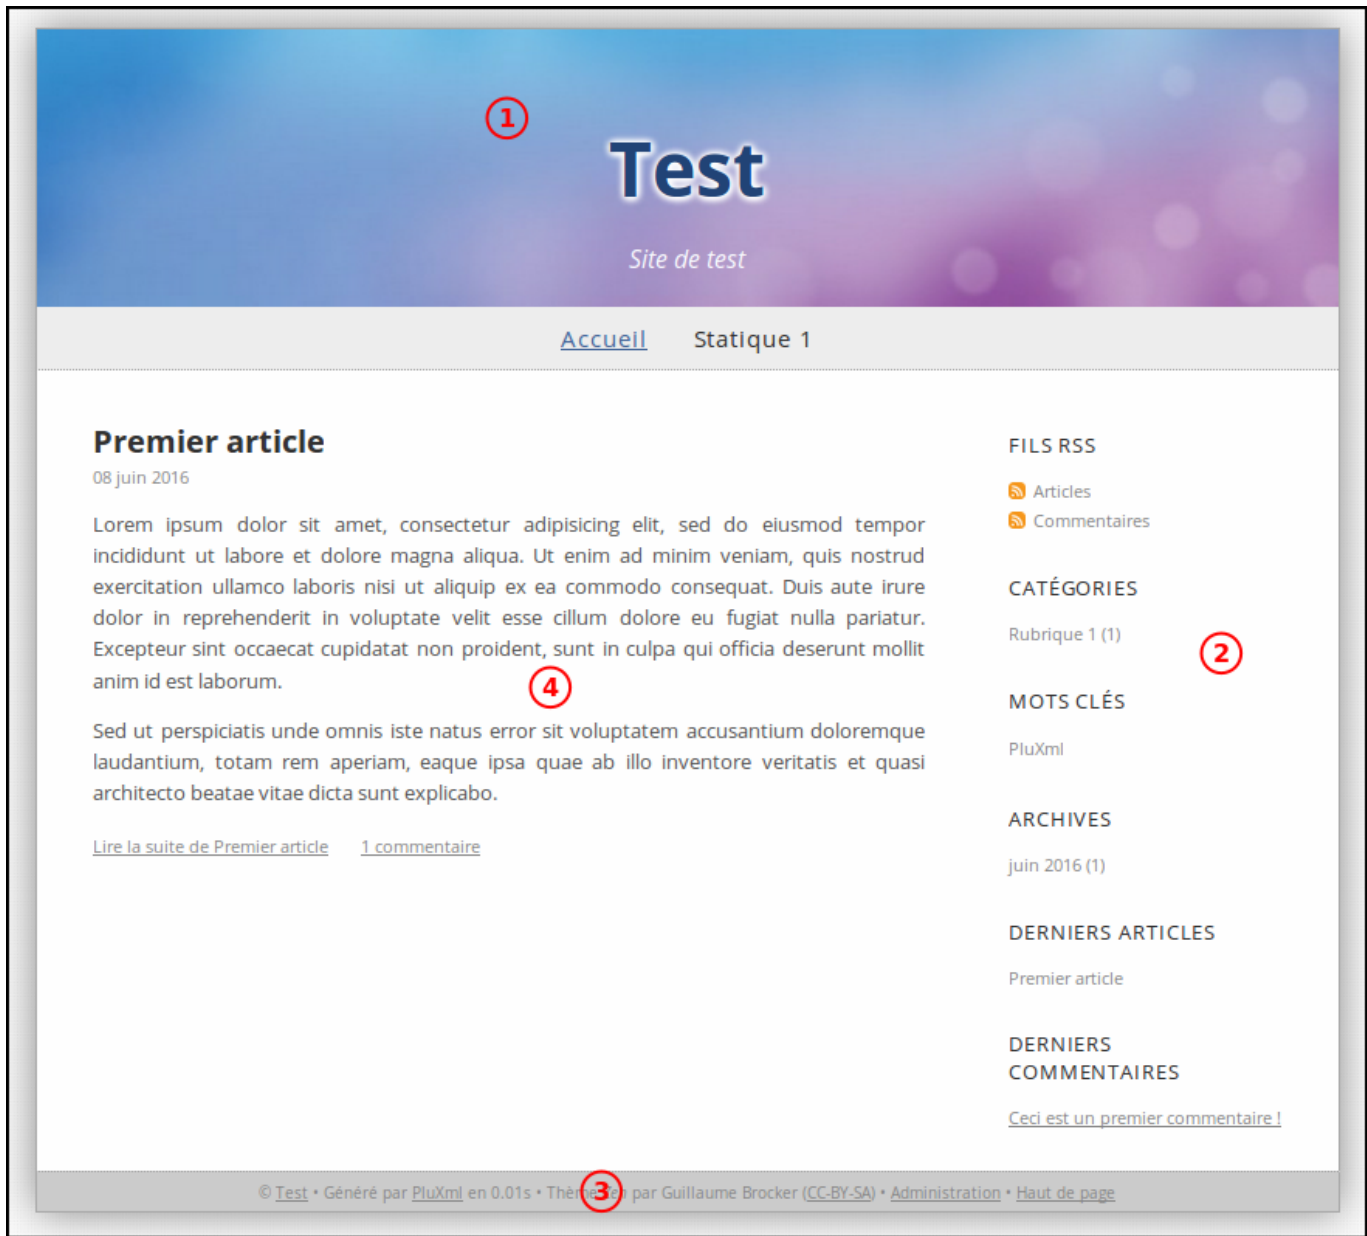 1
Test
Site de test
Accueil Statique 1
Premier article
08 juin 2016
Lorem ipsum dolor sit amet, consectetur adipisicing elit, sed do eiusmod tempor
incididunt ut labore et dolore magna aliqua. Ut enim ad minim veniam, quis nostrud
exercitation ullamco laboris nisi ut aliquip ex ea commodo consequat. Duis aute irure
dolor in reprehenderit in voluptate velit esse cillum dolore eu fugiat nulla pariatur.
Excepteur sint occaecat cupidatat non proident, sunt in culpa qui officia deserunt mollit
anim id est laborum.
4
Sed ut perspiciatis unde omnis iste natus error sit voluptatem accusantium doloremque
laudantium, totam rem aperiam, eaque ipsa quae ab illo inventore veritatis et quasi
architecto beatae vitae dicta sunt explicabo.
Lire la suite de Premier article 1 commentaire
FILS RSS
Articles
Commentaires
CATÉGORIES
Rubrique 1 (1)
2
MOTS CLÉS
PluXml
ARCHIVES
juin 2016 (1)
DERNIERS ARTICLES
Premier article
DERNIERS
COMMENTAIRES
Ceci est un premier commentaire !
© Test • Généré par PluXml en 0.01s • Thème par Guillaume Brocker (CC-BY-SA) • Administration • Haut de page
3